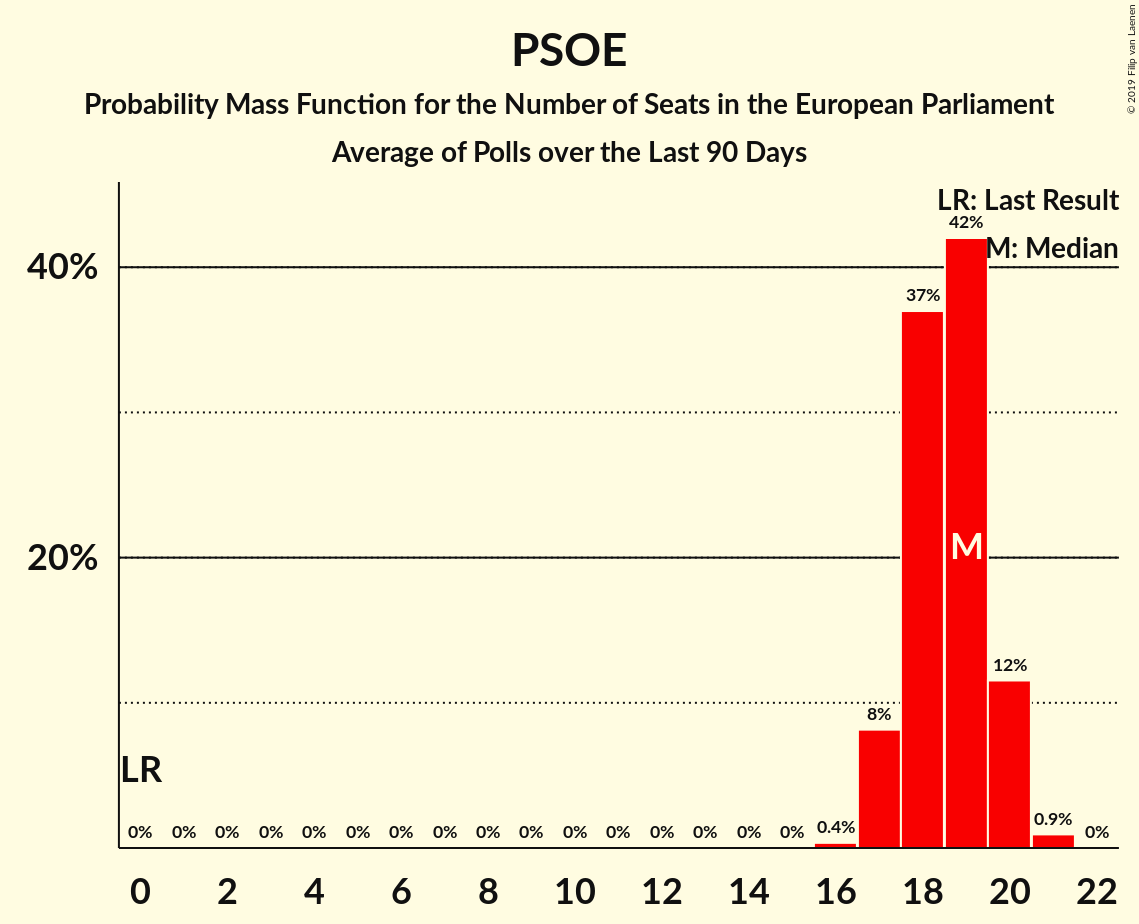 PSOE
Probability Mass Function for the Number of Seats in the European Parliament
Average of Polls over the Last 90 Days
© 2019 Filip van Laenen
LR: Last Result
M: Median
42%
40%
37%
20%
M
12%
8%
LR
0% 0% 0% 0% 0% 0% 0% 0% 0% 0% 0% 0% 0% 0% 0% 0% 0.4% 0.9% 0%
0 2 4 6 8 10 12 14 16 18 20 22